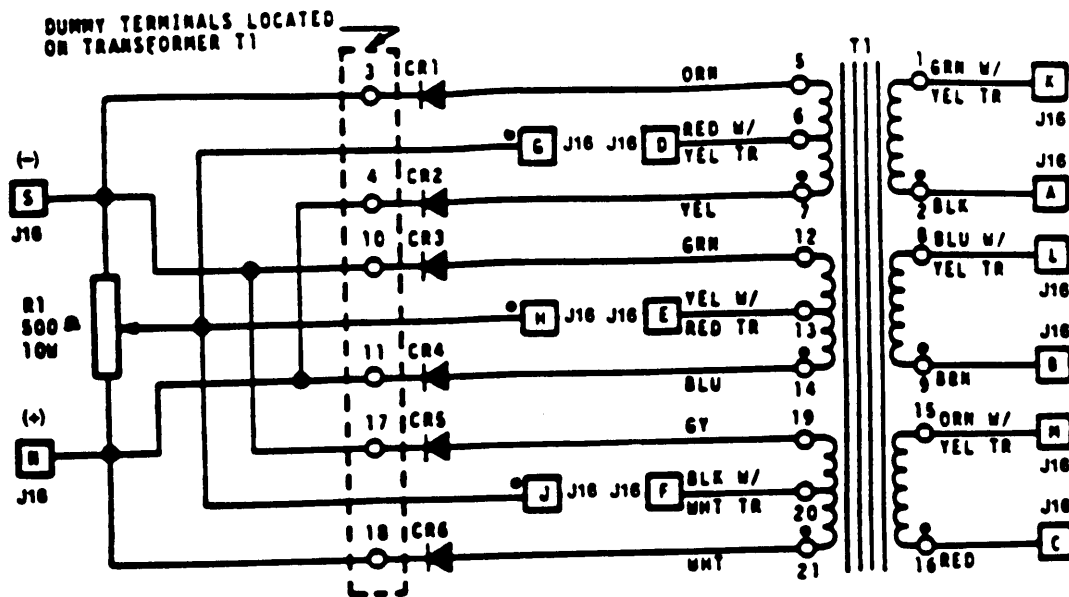 DUMMY TERMINALS LOCATED
ON TRANSFORMER T1
T1
3 CR1 ORN 5 1 GRN W/
YEL TR K
J16
6
G J16 J16 D RED W/
YEL TR
J16
(-)
S
J16
4 CR2 YEL 7 2 BLK A
10 CR3 GRN 12 8 BLU W/
YEL TR L
J16
R1
500 Ω
10W
H J16 J16 E YEL W/
RED TR 13
J16
11 CR4 BLU 14 9 BRN B
(+)
N
J16
17 CR5 GY 19 15 ORN W/
YEL TR M
J16
J J16 J16 F BLK W/
WHT TR 20
J16
18 CR6 WHT 21 16 RED C